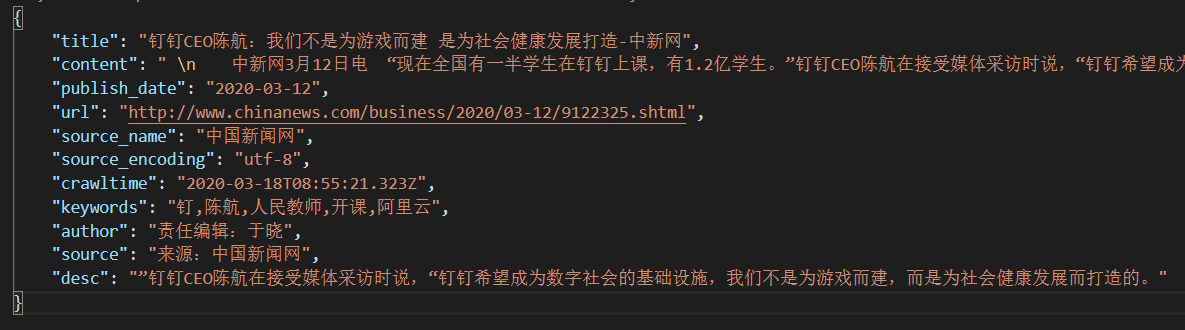 {
"title": "钉钉CEO陈航：我们不是为游戏而建 是为社会健康发展打造-中新网",
"content": " \n    中新网3月12日电  “现在全国有一半学生在钉钉上课，有1.2亿学生。”钉钉CEO陈航在接受媒体采访时说，“钉钉希望成为
"publish_date": "2020-03-12",
"url": "http://www.chinanews.com/business/2020/03-12/9122325.shtml",
"source_name": "中国新闻网",
"source_encoding": "utf-8",
"crawltime": "2020-03-18T08:55:21.323Z",
"keywords": "钉,陈航,人民教师,开课,阿里云",
"author": "责任编辑：于晓",
"source": "来源：中国新闻网",
"desc": "”钉钉CEO陈航在接受媒体采访时说，“钉钉希望成为数字社会的基础设施，我们不是为游戏而建，而是为社会健康发展而打造的。"
}